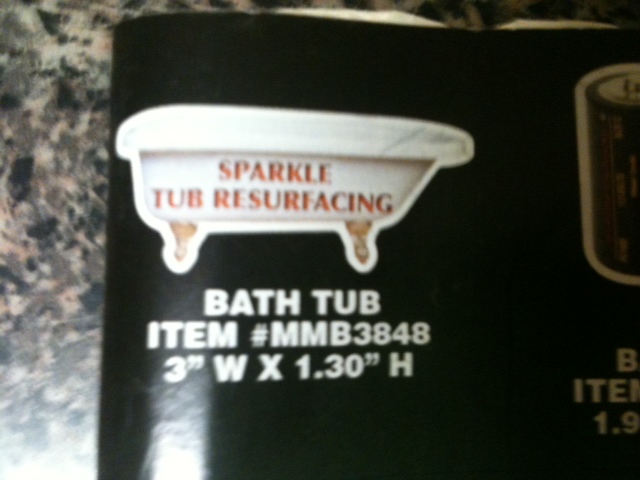 SPARKLE
TUB RESURFACING
BATH TUB
ITEM #MMB3848
3” W X 1.30” H